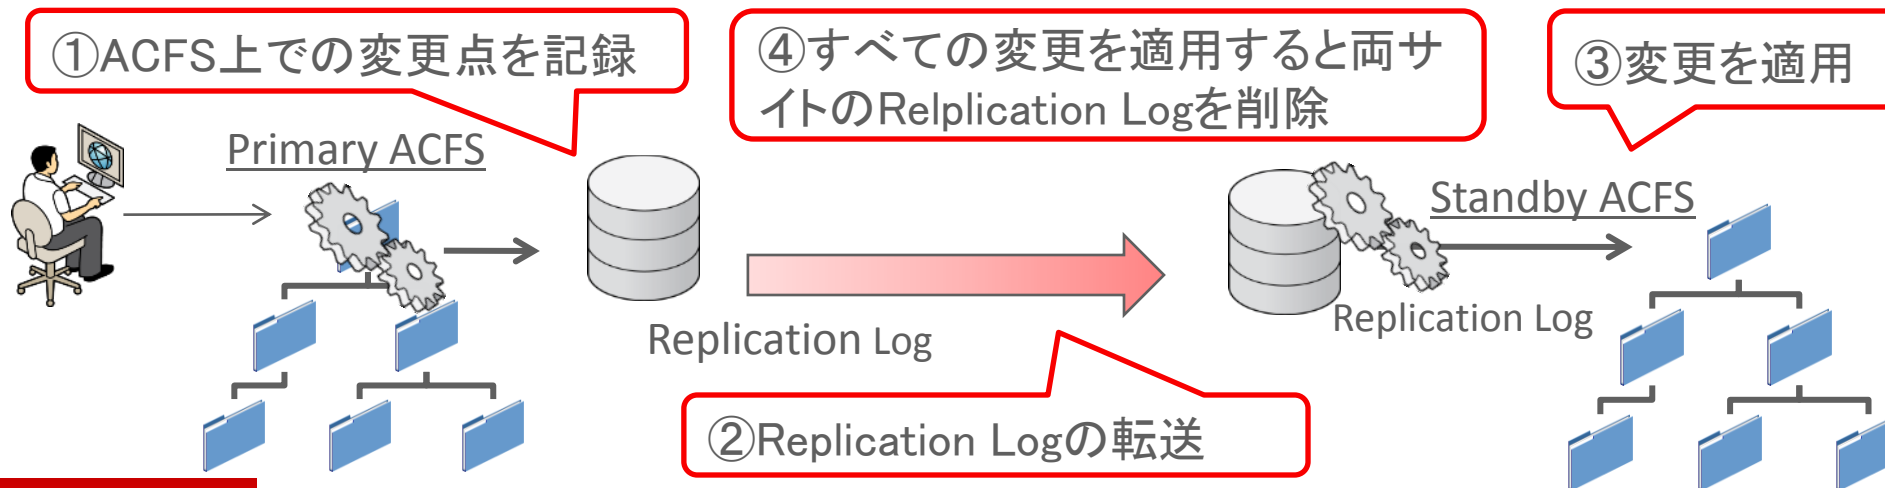 ①ACFS上での変更点を記録
④すべての変更を適用すると両サ
イトのRelplication Logを削除
③変更を適用
Primary ACFS
Standby ACFS
Replication Log
Replication Log
②Replication Logの転送